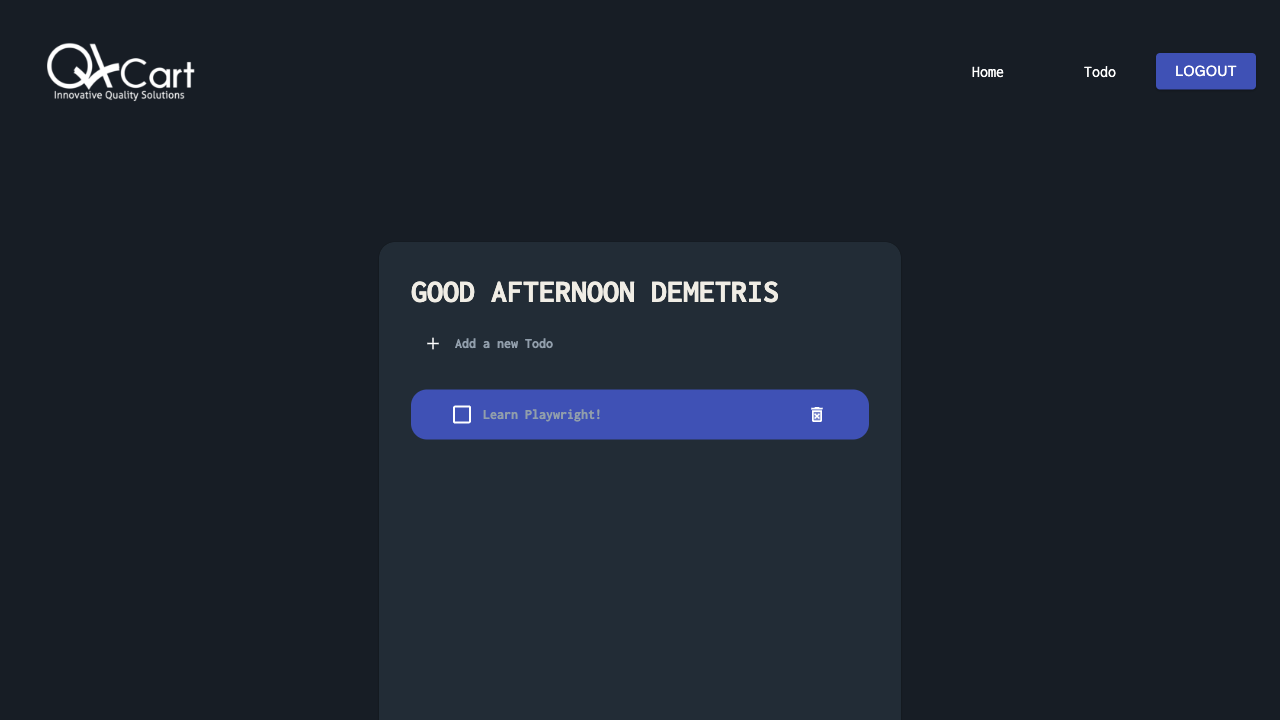 QACart
Innovative Quality Solutions
Home
Todo
LOGOUT
GOOD AFTERNOON DEMETRIS
Add a new Todo
Learn Playwright!